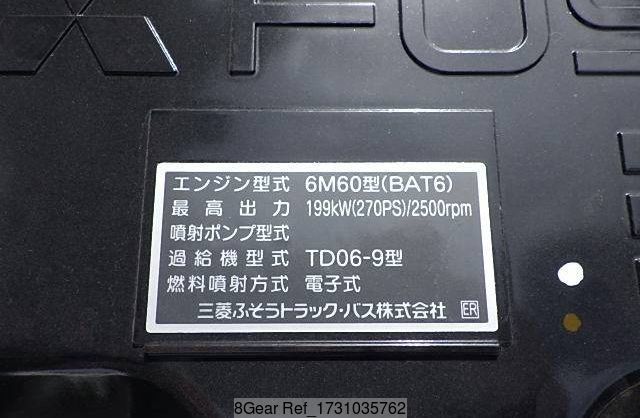 FUS
エンジン型式 6M60型(BAT6)
最高出力 199kW(270PS)/2500rpm
噴射ポンプ型式
過給機型式 TD06-9型
燃料噴射方式 電子式
三菱ふそうトラック・バス株式会社 ER
8Gear Ref_1731035762